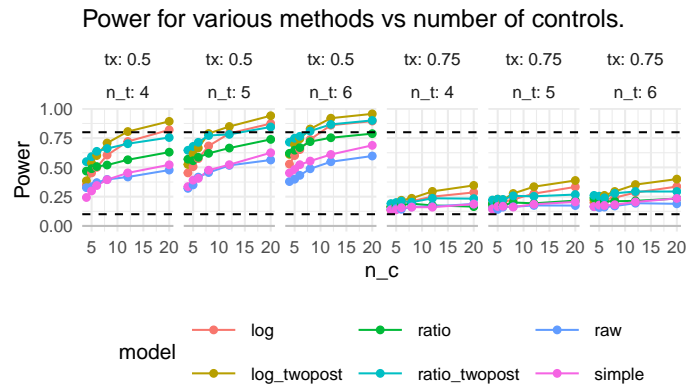 Power for various methods vs number of controls.
tx: 0.5 tx: 0.5 tx: 0.5 tx: 0.75 tx: 0.75 tx: 0.75
n_t: 4 n_t: 5 n_t: 6 n_t: 4 n_t: 5 n_t: 6
1.00
0.75
0.50
0.25
0.00
Power
5 10 15 20 5 10 15 20 5 10 15 20 5 10 15 20 5 10 15 20 5 10 15 20
n_c
model
log ratio raw
log_twopost ratio_twopost simple